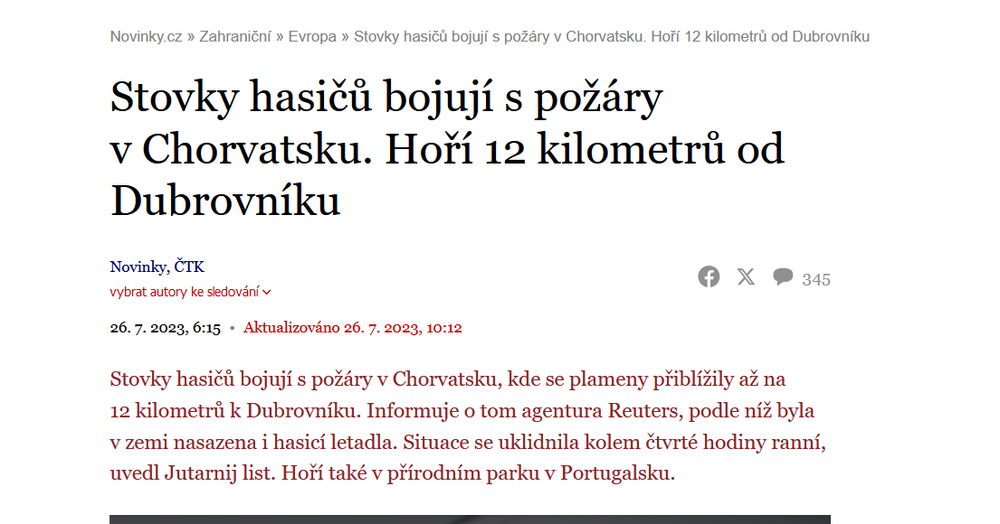 Novinky.cz » Zahraniční » Evropa » Stovky hasičů bojují s požáry v Chorvatsku. Hoří 12 kilometrů od Dubrovníku
Stovky hasičů bojují s požáry
v Chorvatsku. Hoří 12 kilometrů od
Dubrovníku
Novinky, ČTK
vybrat autory ke sledování
345
26. 7. 2023, 6:15 • Aktualizováno 26. 7. 2023, 10:12
Stovky hasičů bojují s požáry v Chorvatsku, kde se plameny přiblížily až na
12 kilometrů k Dubrovníku. Informuje o tom agentura Reuters, podle níž byla
v zemi nasazena i hasicí letadla. Situace se uklidnila kolem čtvrté hodiny ranní,
uvedl Jutarnij list. Hoří také v přírodním parku v Portugalsku.